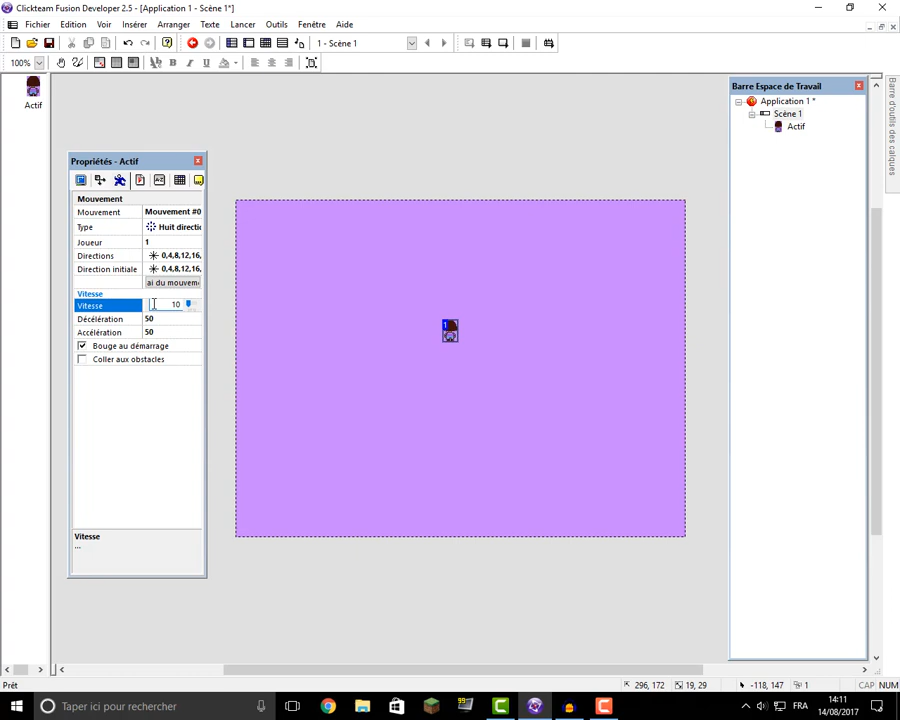 Clickteam Fusion Developer 2.5 - [Application 1 - Scène 1*]
Fichier Edition Voir Insérer Arranger Texte Lancer Outils Fenêtre Aide
1 - Scène 1
100%
B I U
Actif
Propriétés - Actif
Mouvement
Mouvement Mouvement #0
Type Huit directi
Joueur 1
Directions 0,4,8,12,16,
Direction initiale 0,4,8,12,16,
ai du mouvem
Vitesse
Vitesse 10
Décélération 50
Accélération 50
Bouge au démarrage
Coller aux obstacles
Vitesse
...
1
Barre Espace de Travail
Application 1 *
Scène 1
Actif
Barre d'outils des calques
Prêt
296, 172
19, 29
-118, 147
1
CAP NUM
Taper ici pour rechercher
99
FRA
14:11
14/08/2017